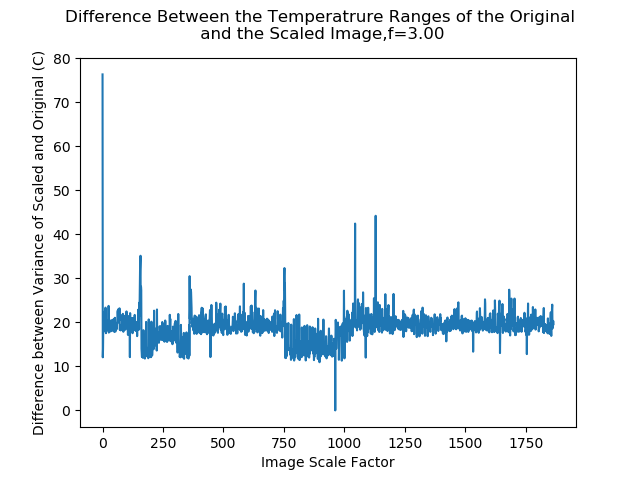 Difference Between the Temperatrure Ranges of the Original
and the Scaled Image,f=3.00
Difference between Variance of Scaled and Original (C)
80
70
60
50
40
30
20
10
0
0 250 500 750 1000 1250 1500 1750
Image Scale Factor